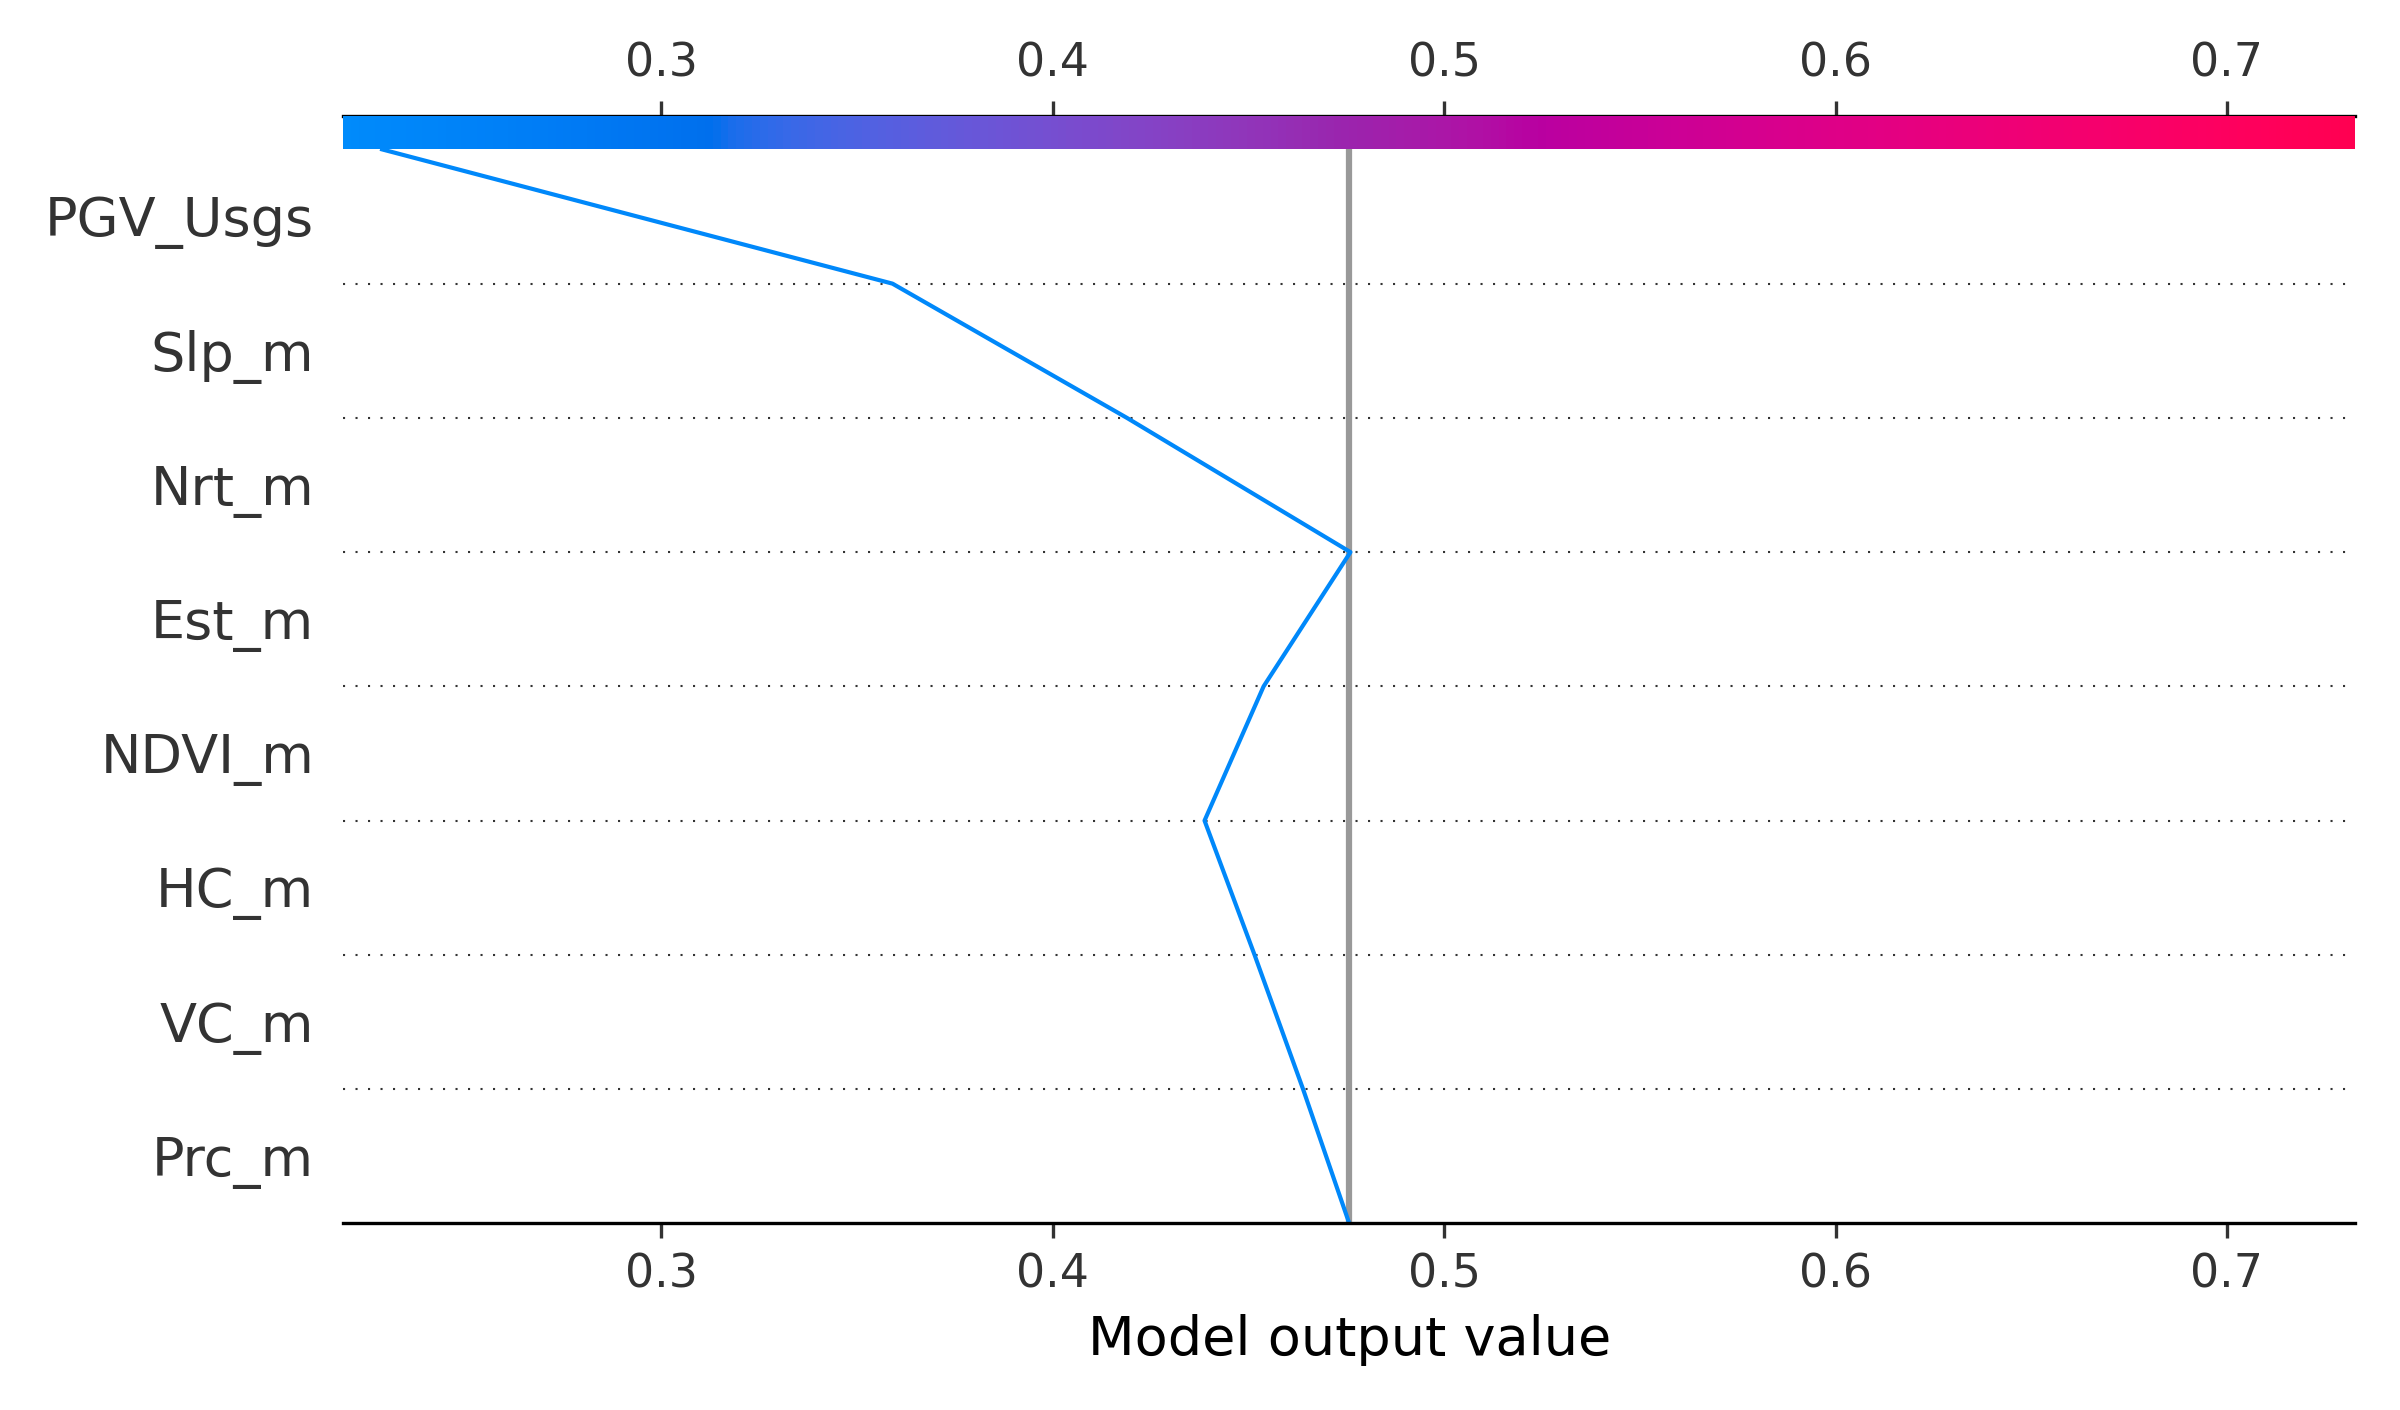 0.3 0.4 0.5 0.6 0.7
PGV_Usgs
Slp_m
Nrt_m
Est_m
NDVI_m
HC_m
VC_m
Prc_m
0.3 0.4 0.5 0.6 0.7
Model output value